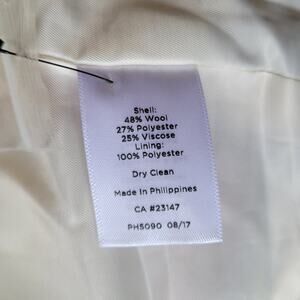 Shell:
48% Wool
27% Polyester
25% Viscose
Lining:
100% Polyester
Dry Clean
Made in Philippines
CA #23147
PH5090 08/17